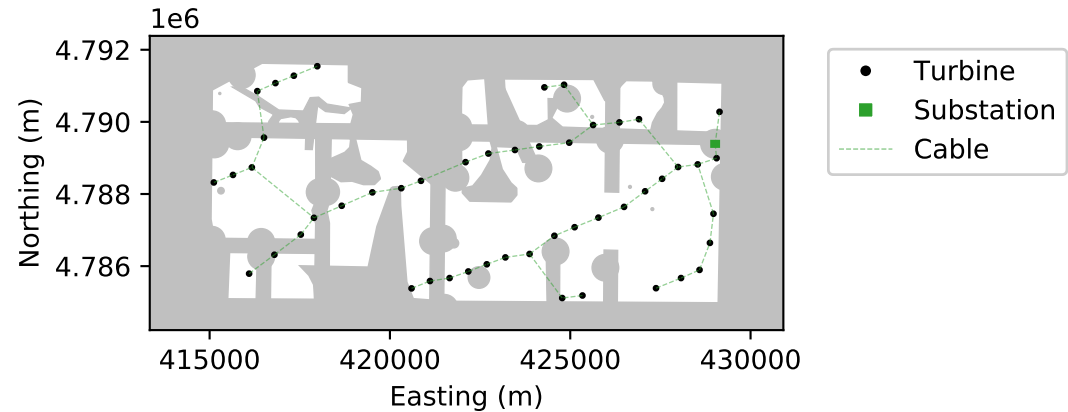 1e6
4.792
4.790
4.788
4.786
Northing (m)
415000 420000 425000 430000
Easting (m)
Turbine
Substation
Cable